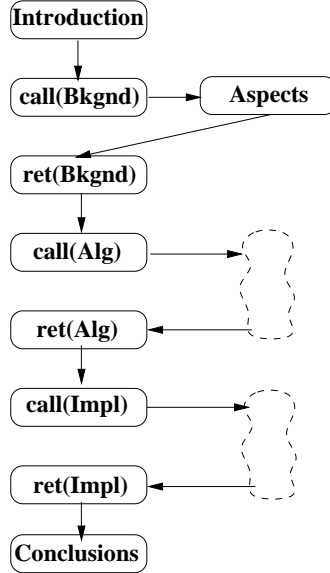 Introduction
call(Bkgnd)
Aspects
ret(Bkgnd)
call(Alg)
ret(Alg)
call(Impl)
ret(Impl)
Conclusions